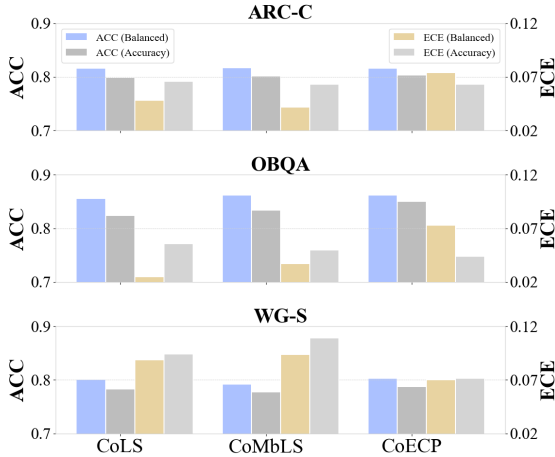 ARC-C
0.9
0.8
0.7
ACC
ACC (Balanced)
ACC (Accuracy)
ECE (Balanced)
ECE (Accuracy)
0.12
0.07
0.02
ECE
OBQA
0.9
0.8
0.7
ACC
0.12
0.07
0.02
ECE
WG-S
0.9
0.8
0.7
ACC
0.12
0.07
0.02
ECE
CoLS
CoMbLS
CoECP